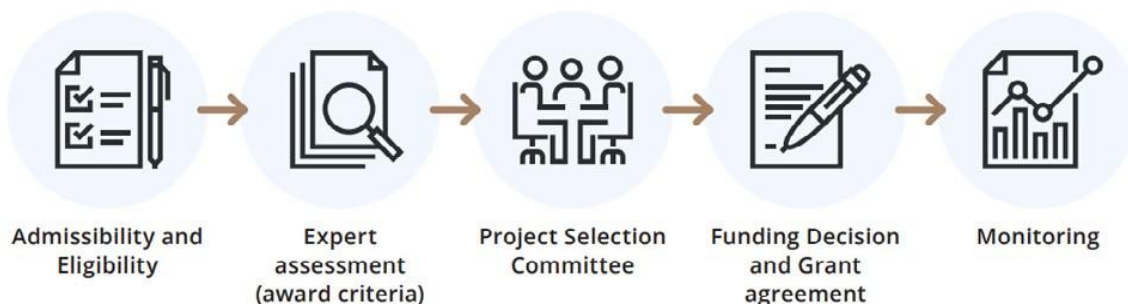 Admissibility and
Eligibility
Expert
assessment
(award criteria)
Project Selection
Committee
Funding Decision
and Grant
agreement
Monitoring